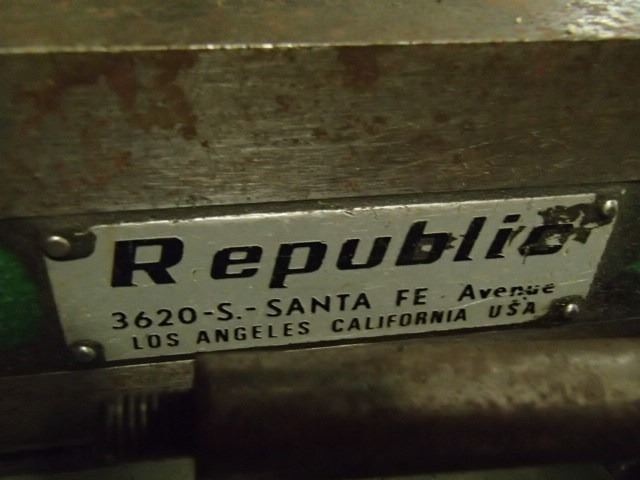 Republic
3620-S.-SANTA FE Avenue
LOS ANGELES CALIFORNIA USA